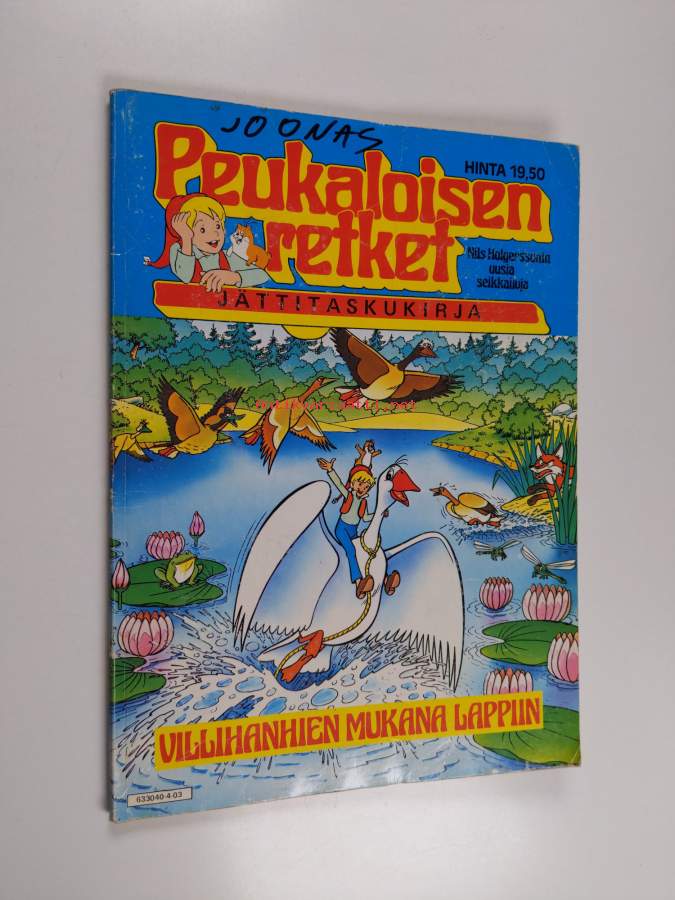 JOONAS
HINTA 19,50
Peukaloisen
retket
Nils Holgerssonin
uusia
seikkailuja
JÄTTITASKUKIRJA
VILLIHANHIEN MUKANA LAPPIIN
633040-4-03